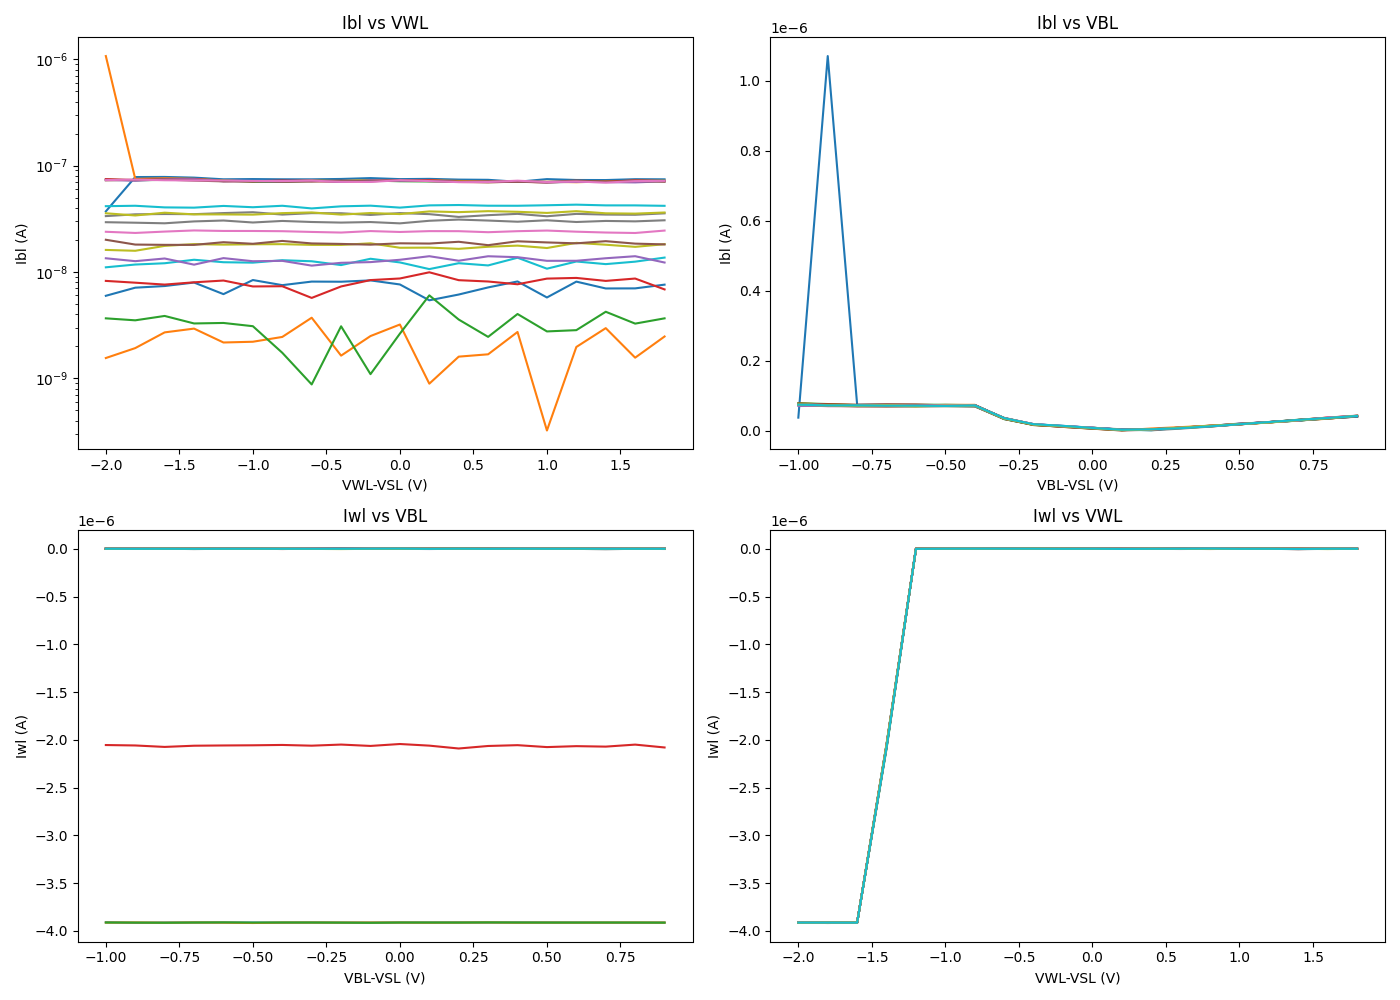 Ibl vs VWL
10⁻⁶
10⁻⁷
10⁻⁸
10⁻⁹
Ibl (A)
−2.0 −1.5 −1.0 −0.5 0.0 0.5 1.0 1.5
VWL-VSL (V)
Ibl vs VBL
1e−6
1.0
0.8
0.6
0.4
0.2
0.0
Ibl (A)
−1.00 −0.75 −0.50 −0.25 0.00 0.25 0.50 0.75
VBL-VSL (V)
Iwl vs VBL
1e−6
0.0
−0.5
−1.0
−1.5
−2.0
−2.5
−3.0
−3.5
−4.0
Iwl (A)
−1.00 −0.75 −0.50 −0.25 0.00 0.25 0.50 0.75
VBL-VSL (V)
Iwl vs VWL
1e−6
0.0
−0.5
−1.0
−1.5
−2.0
−2.5
−3.0
−3.5
−4.0
Iwl (A)
−2.0 −1.5 −1.0 −0.5 0.0 0.5 1.0 1.5
VWL-VSL (V)